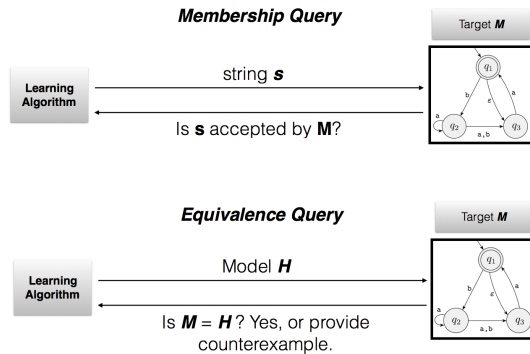 Membership Query
Target M
string s
Learning
Algorithm
Is s accepted by M?
q1
b
ε
a
a
q2
a,b
q3
Equivalence Query
Target M
Model H
Learning
Algorithm
Is M = H ? Yes, or provide
counterexample.
q1
b
ε
a
a
q2
a,b
q3